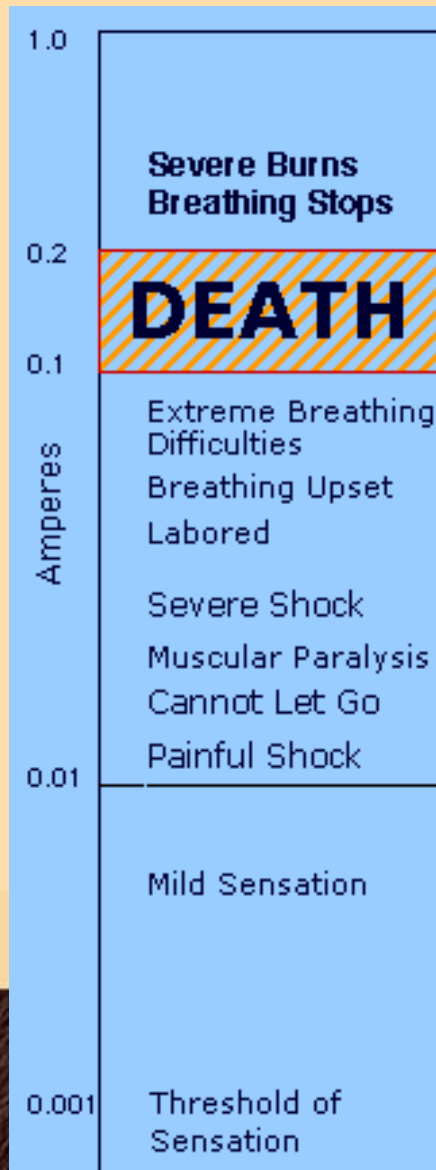 1.0
Severe Burns
Breathing Stops
0.2
DEATH
0.1
Extreme Breathing
Difficulties
Amperes
Breathing Upset
Labored
Severe Shock
Muscular Paralysis
Cannot Let Go
Painful Shock
0.01
Mild Sensation
0.001
Threshold of
Sensation